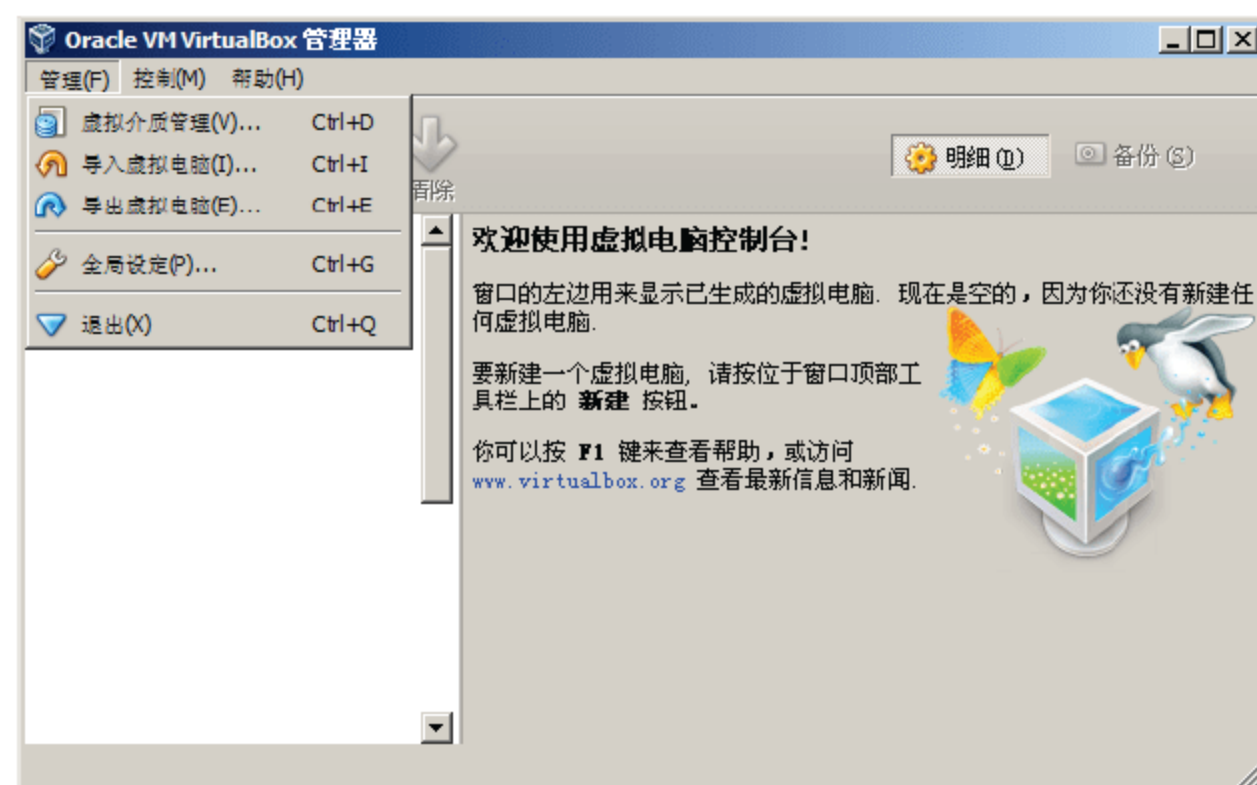 Oracle VM VirtualBox 管理器
管理(F) 控制(M) 帮助(H)
虚拟介质管理(V)... Ctrl+D
导入虚拟电脑(I)... Ctrl+I
导出虚拟电脑(E)... Ctrl+E
全局设定(P)... Ctrl+G
退出(X) Ctrl+Q
除
明细(D) 备份(S)
欢迎使用虚拟电脑控制台!
窗口的左边用来显示已生成的虚拟电脑. 现在是空的，因为你还没有新建任
何虚拟电脑.
要新建一个虚拟电脑, 请按位于窗口顶部工
具栏上的 新建 按钮.
你可以按 F1 键来查看帮助，或访问
www.virtualbox.org 查看最新信息和新闻.